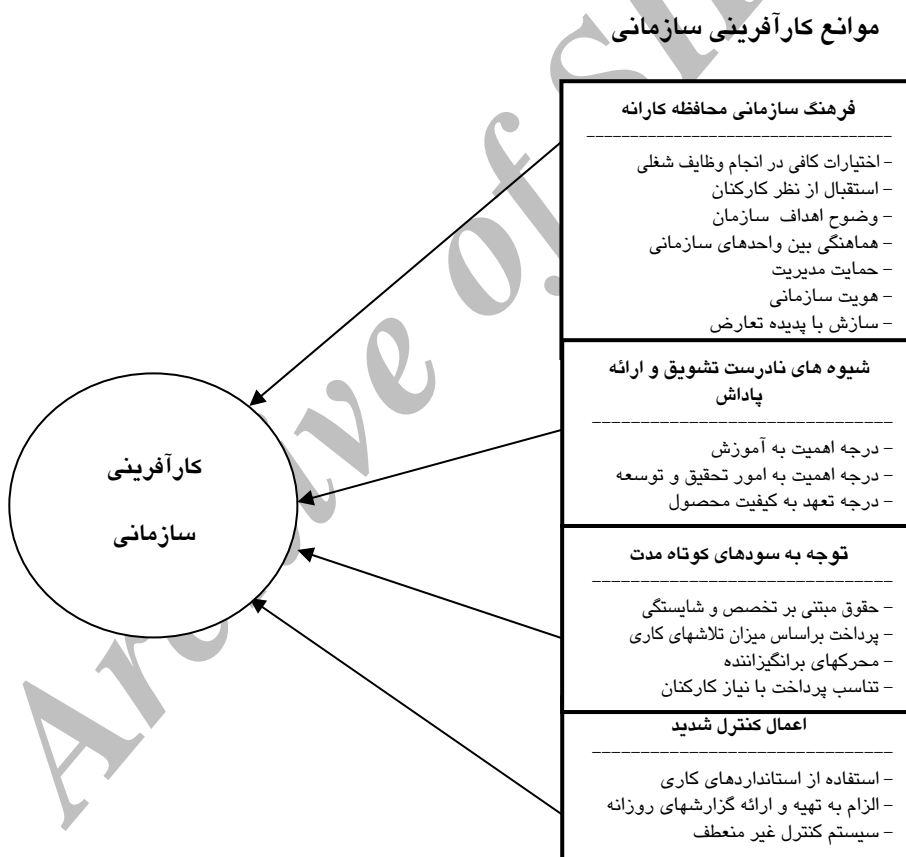 موانع کارآفرینی سازمانی
فرهنگ سازمانی محافظه کارانه
-----------------------------------
- اختیارات کافی در انجام وظایف شغلی
- استقبال از نظر کارکنان
- وضوح اهداف سازمان
- هماهنگی بین واحدهای سازمانی
- حمایت مدیریت
- هویت سازمانی
- سازش با پدیده تعارض
شیوه های نادرست تشویق و ارائه
پاداش
---------------------------------
- درجه اهمیت به آموزش
- درجه اهمیت به امور تحقیق و توسعه
- درجه تعهد به کیفیت محصول
توجه به سودهای کوتاه مدت
---------------------------------
- حقوق مبتنی بر تخصص و شایستگی
- پرداخت براساس میزان تلاشهای کاری
- محرکهای برانگیزاننده
- تناسب پرداخت با نیاز کارکنان
اعمال کنترل شدید
---------------------------------
- استفاده از استانداردهای کاری
- الزام به تهیه و ارائه گزارشهای روزانه
- سیستم کنترل غیر منعطف
کارآفرینی
سازمانی
Archive of